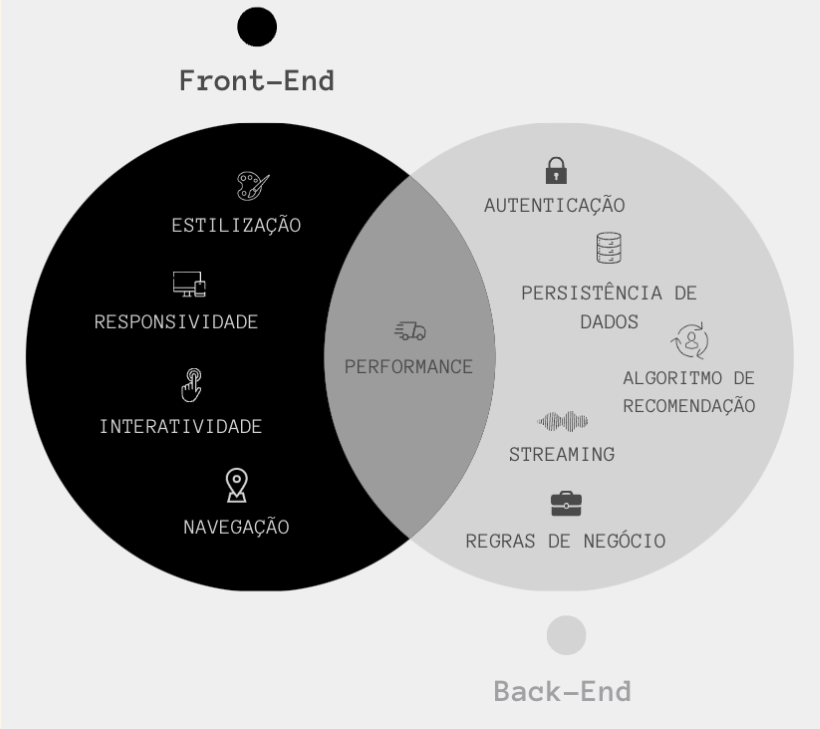 Front-End
ESTILIZAÇÃO
RESPONSIVIDADE
INTERATIVIDADE
NAVEGAÇÃO
PERFORMANCE
AUTENTICAÇÃO
PERSISTÊNCIA DE
DADOS
ALGORITMO DE
RECOMENDAÇÃO
STREAMING
REGRAS DE NEGÓCIO
Back-End